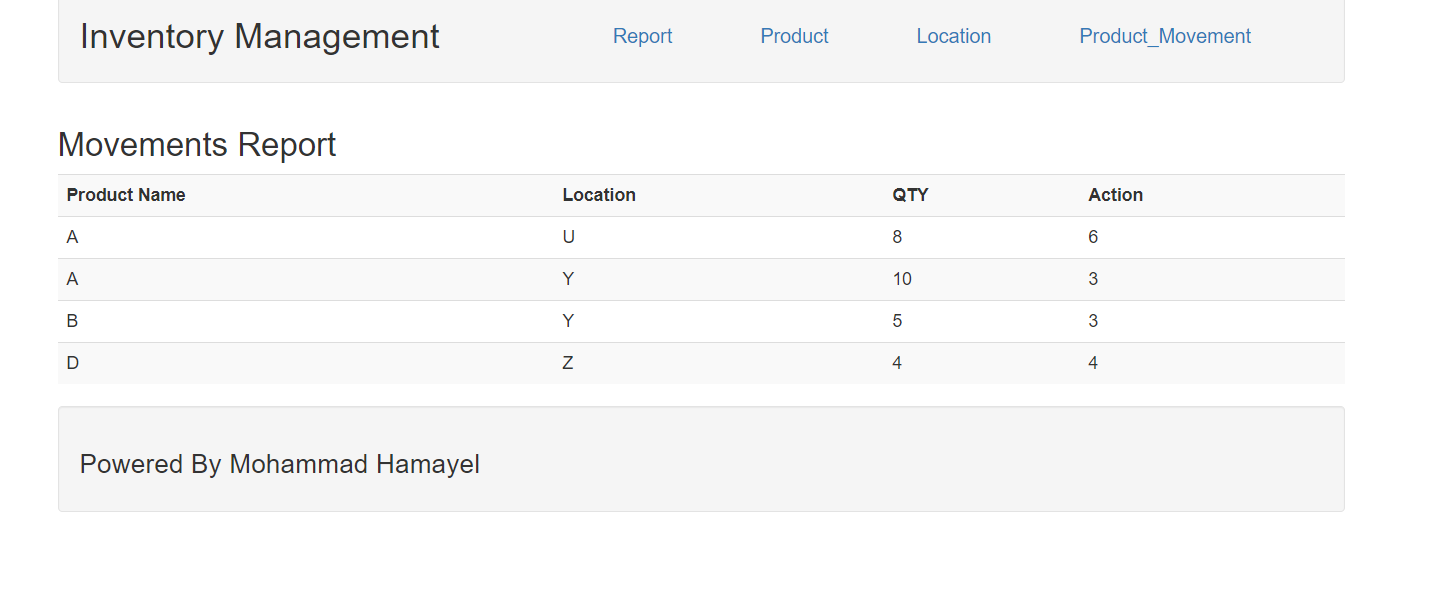 Inventory Management Report Product Location Product_Movement
Movements Report
Product Name Location QTY Action
A U 8 6
A Y 10 3
B Y 5 3
D Z 4 4
Powered By Mohammad Hamayel